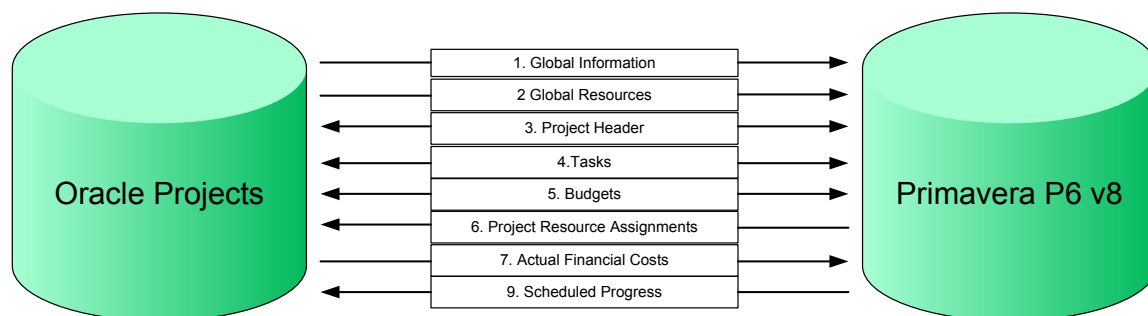 1. Global Information
2 Global Resources
3. Project Header
4.Tasks
Oracle Projects
5. Budgets
Primavera P6 v8
6. Project Resource Assignments
7. Actual Financial Costs
9. Scheduled Progress